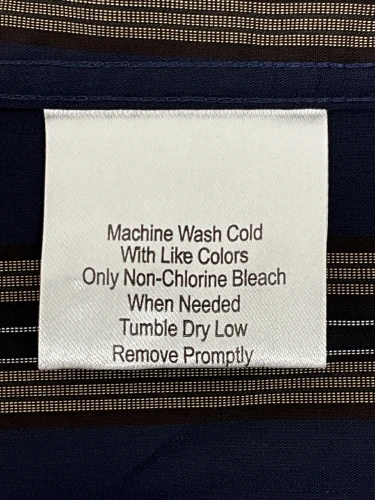 Machine Wash Cold
With Like Colors
Only Non-Chlorine Bleach
When Needed
Tumble Dry Low
Remove Promptly